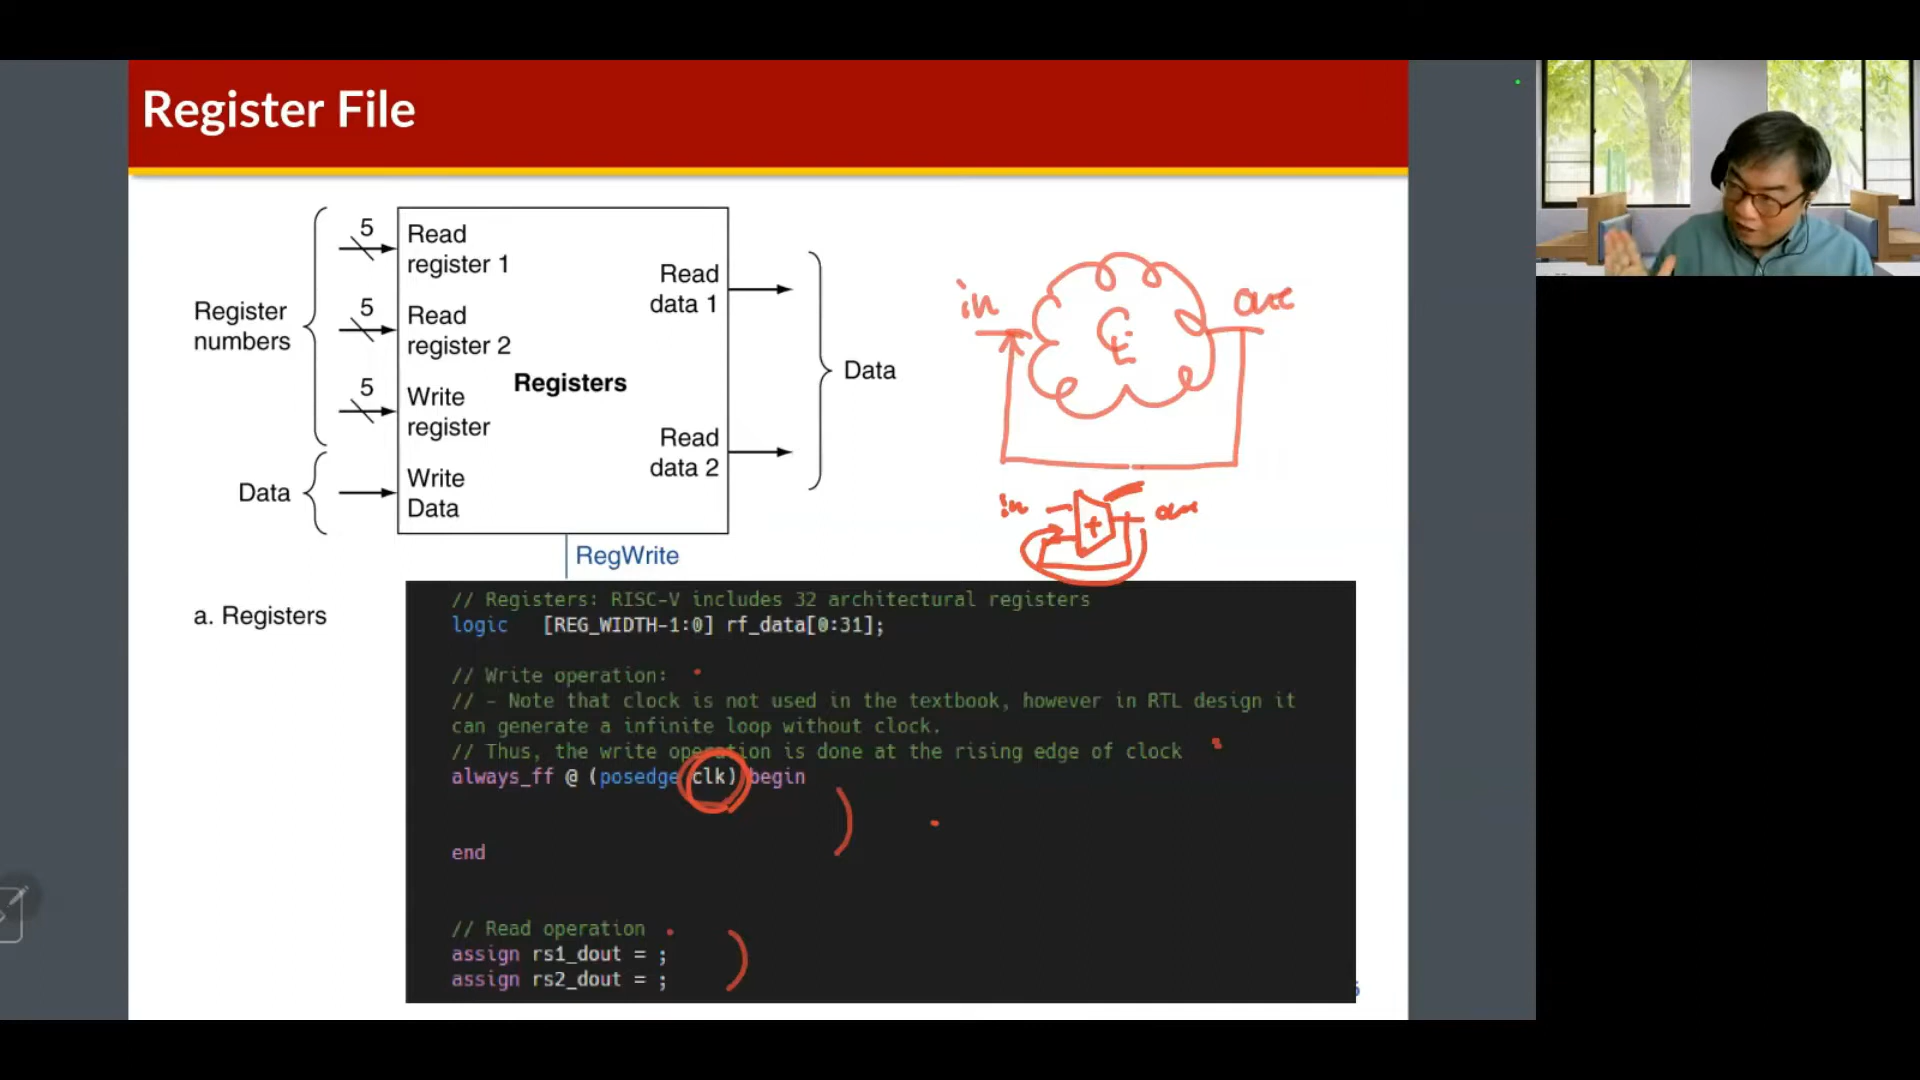 Register File
Register
numbers
5
Read
register 1
5
Read
register 2
5
Write
register
Data
Write
Data
Registers
Read
data 1
Read
data 2
Data
RegWrite
a. Registers
in
out
in
out
+
// Registers: RISC-V includes 32 architectural registers
logic [REG_WIDTH-1:0] rf_data[0:31];
// Write operation:
// - Note that clock is not used in the textbook, however in RTL design it
can generate a infinite loop without clock.
// Thus, the write operation is done at the rising edge of clock
always_ff @ (posedge clk) begin
end
// Read operation
assign rs1_dout = ;
assign rs2_dout = ;